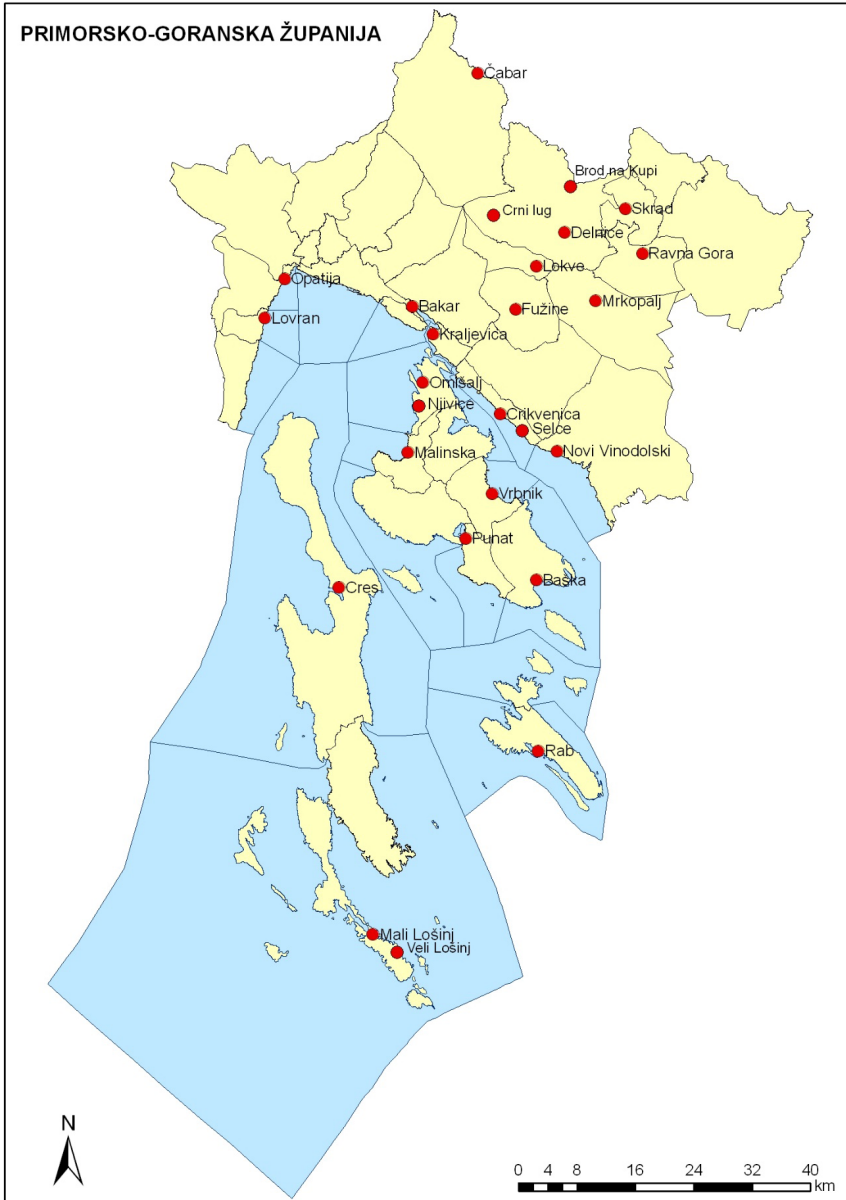 PRIMORSKO-GORANSKA ŽUPANIJA
Čabar
Brod na Kupi
Crni lug
Skrad
Delnice
Ravna Gora
Lokve
Opatija
Mrkopalj
Bakar
Fužine
Lovran
Kraljevica
Omišalj
Njivice
Crikvenica
Selce
Malinska
Novi Vinodolski
Vrbnik
Punat
Baška
Cres
Rab
Mali Lošinj
Veli Lošinj
N
0 4 8 16 24 32 40
km